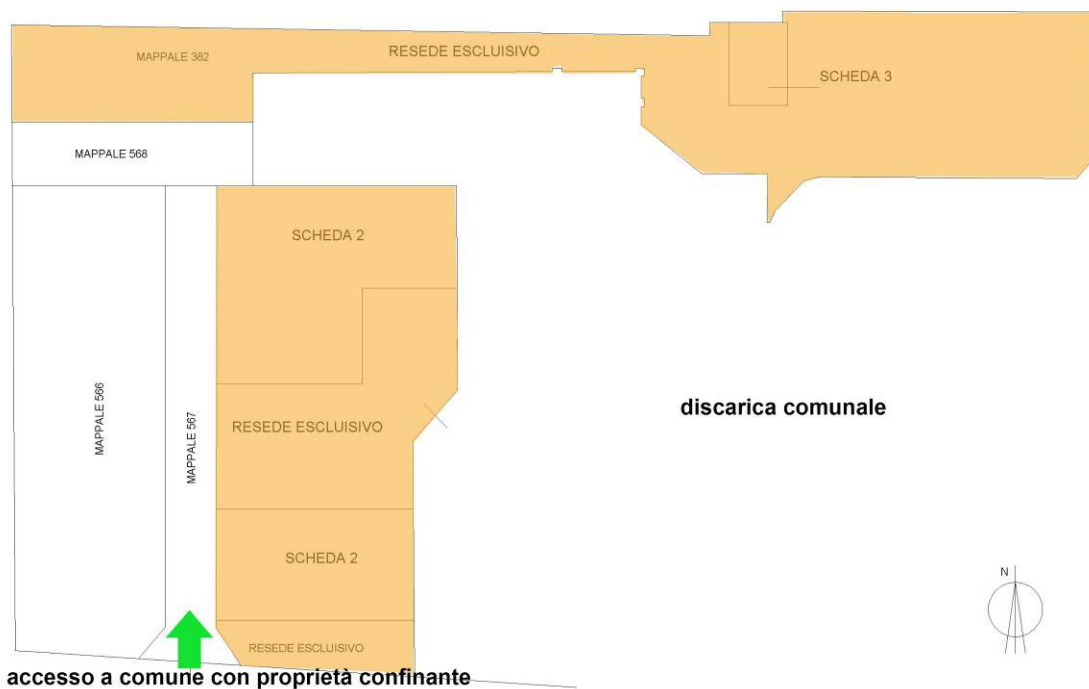 MAPPALE 382
RESEDE ESCLUISIVO
SCHEDA 3
MAPPALE 568
SCHEDA 2
MAPPALE 566
MAPPALE 567
RESEDE ESCLUISIVO
discarica comunale
SCHEDA 2
N
RESEDE ESCLUISIVO
accesso a comune con proprietà confinante